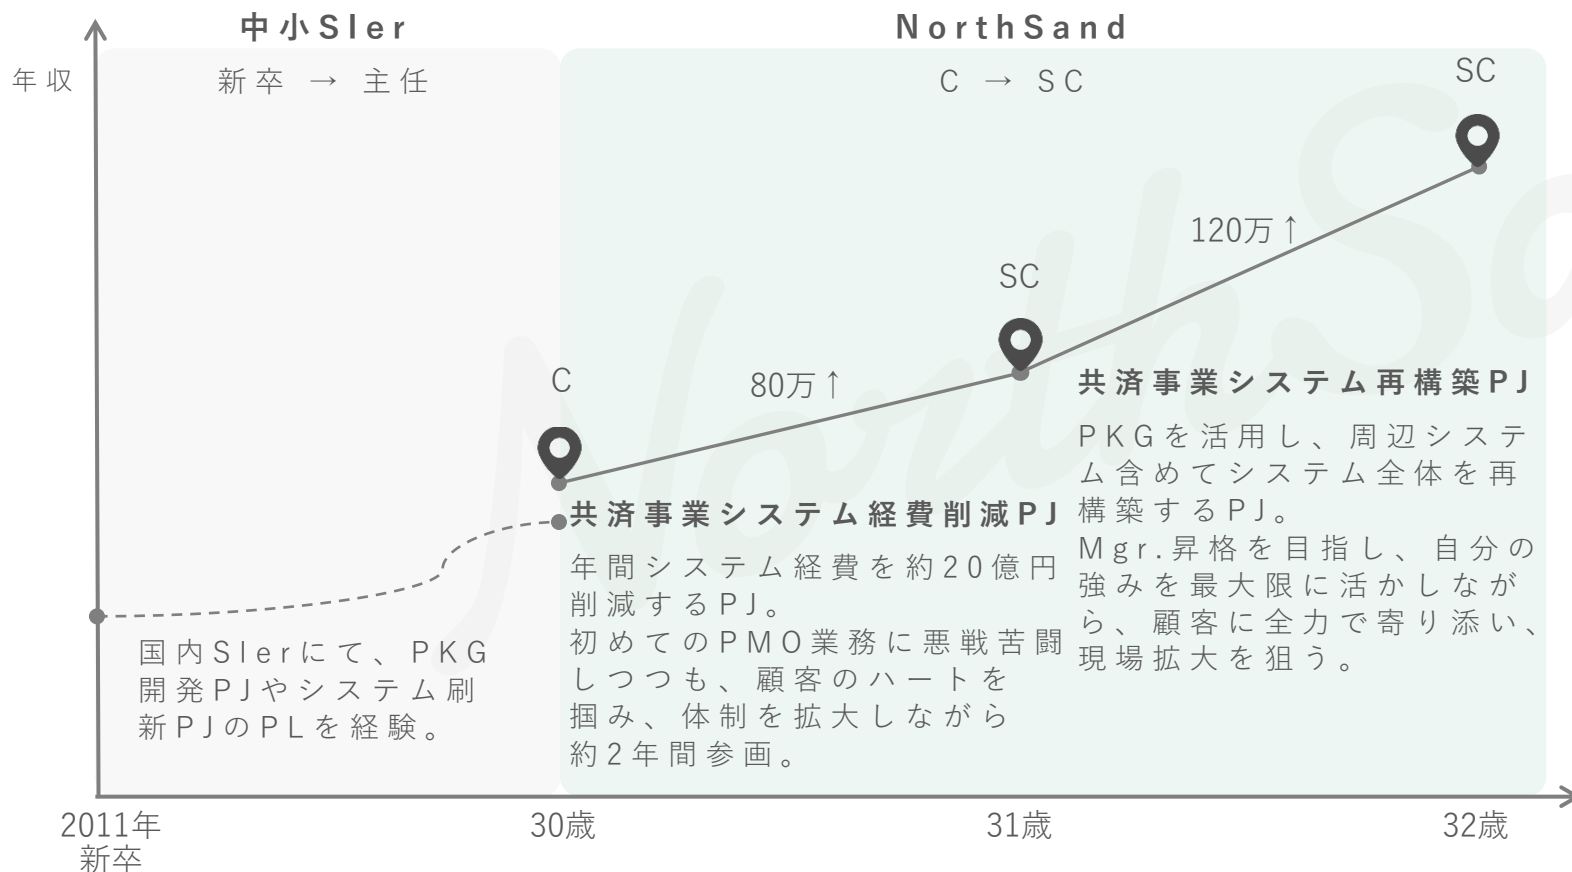 中小SIer
NorthSand
年収
新卒 → 主任
C → SC
SC
120万↑
SC
80万↑
C
共済事業システム再構築PJ
PKGを活用し、周辺システ
ム含めてシステム全体を再
構築するPJ。
Mgr.昇格を目指し、自分の
強みを最大限に活かしなが
ら、顧客に全力で寄り添い、
現場拡大を狙う。
共済事業システム経費削減PJ
年間システム経費を約20億円
削減するPJ。
初めてのPMO業務に悪戦苦闘
しつつも、顧客のハートを
掴み、体制を拡大しながら
約2年間参画。
国内SIerにて、PKG
開発PJやシステム刷
新PJのPLを経験。
2011年
新卒
30歳
31歳
32歳
NorthSa